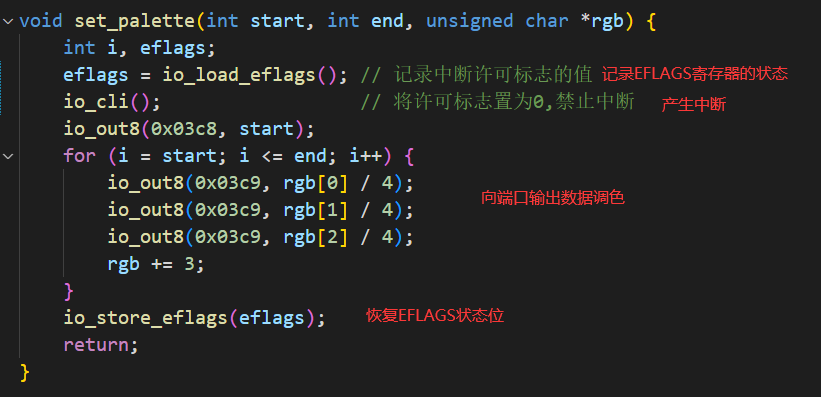 void set_palette(int start, int end, unsigned char *rgb) {
int i, eflags;
eflags = io_load_eflags(); // 记录中断许可标志的值 记录EFLAGS寄存器的状态
io_cli(); // 将许可标志置为0,禁止中断 产生中断
io_out8(0x03c8, start);
for (i = start; i <= end; i++) {
io_out8(0x03c9, rgb[0] / 4);
io_out8(0x03c9, rgb[1] / 4); 向端口输出数据调色
io_out8(0x03c9, rgb[2] / 4);
rgb += 3;
}
io_store_eflags(eflags); 恢复EFLAGS状态位
return;
}